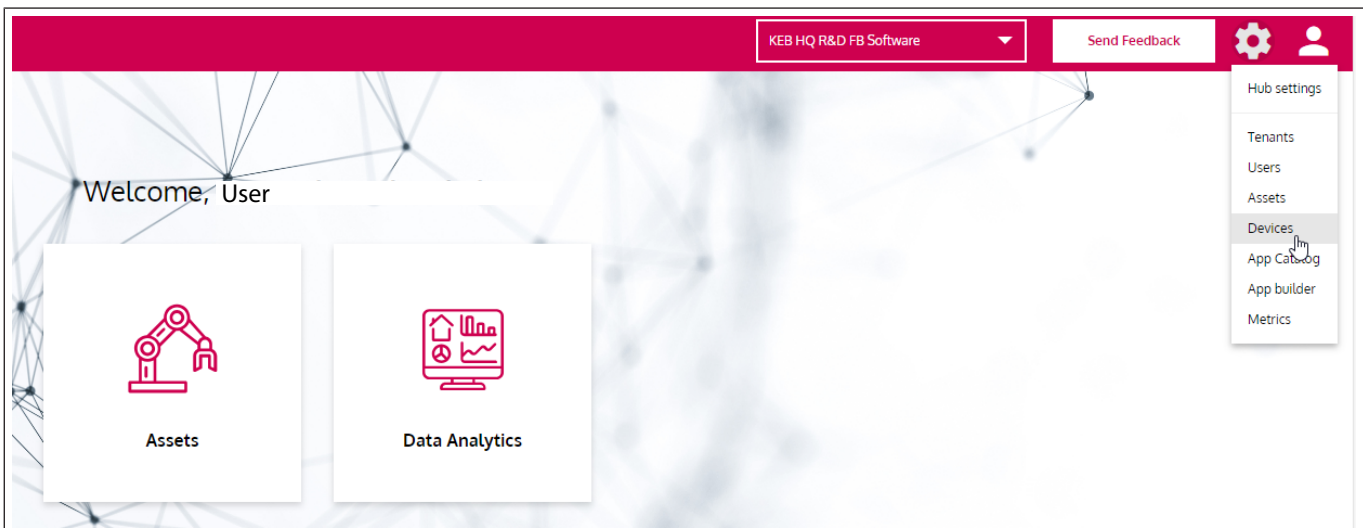 KEB HQ R&D FB Software
Send Feedback
Hub settings
Tenants
Users
Assets
Devices
App Catalog
App builder
Metrics
Welcome, User
Assets
Data Analytics